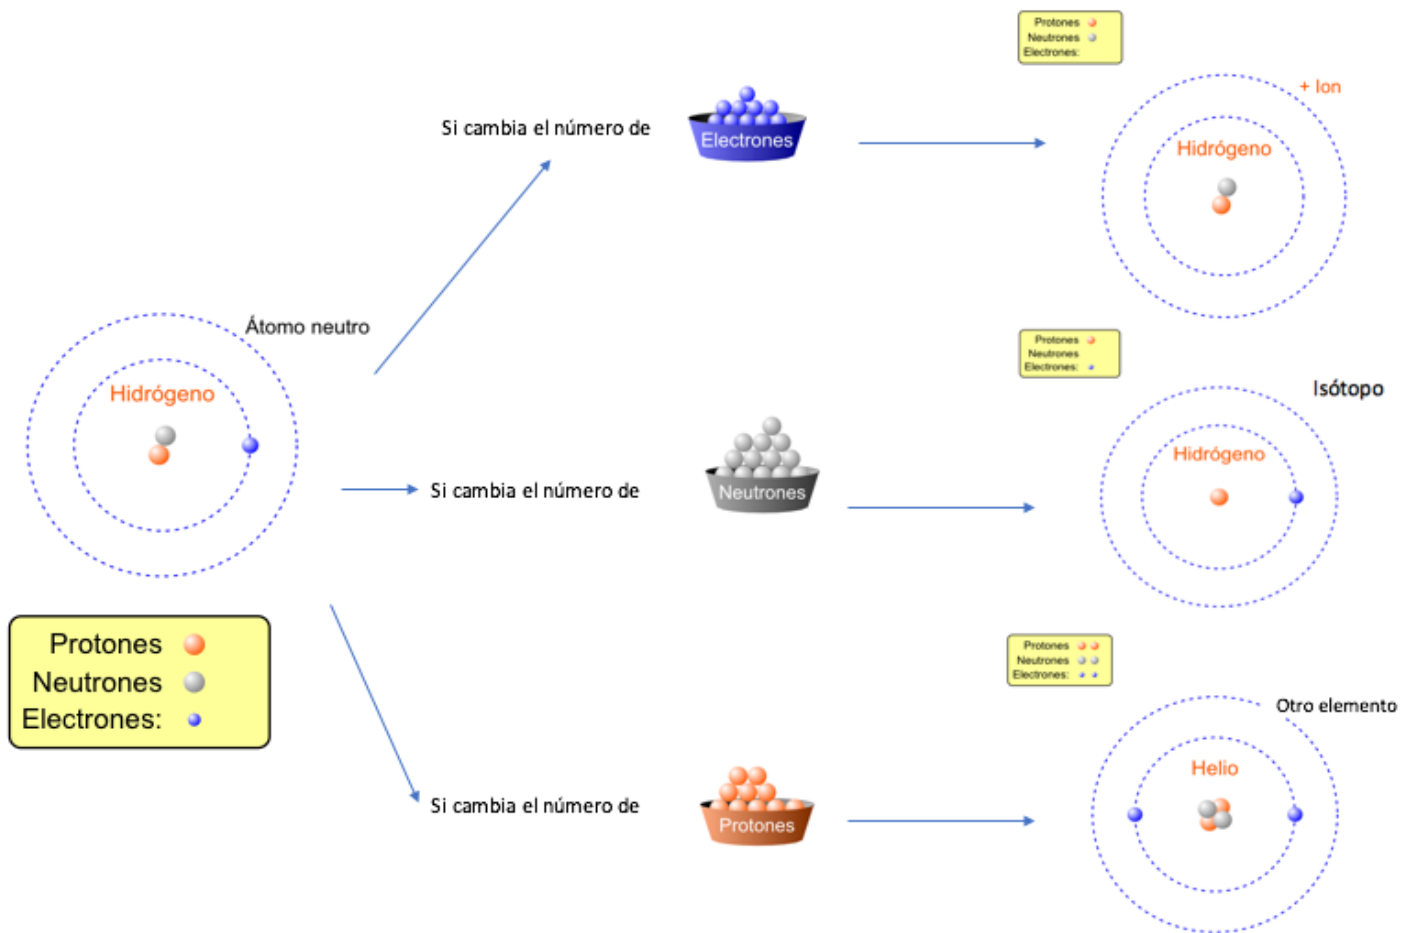 Protones
Neutrones
Electrones:
+ Ion
Si cambia el número de
Electrones
Hidrógeno
Átomo neutro
Hidrógeno
Protones
Neutrones
Electrones:
Isótopo
Hidrógeno
Si cambia el número de
Neutrones
Protones
Neutrones
Electrones:
Protones
Neutrones
Electrones:
Otro elemento
Helio
Si cambia el número de
Protones